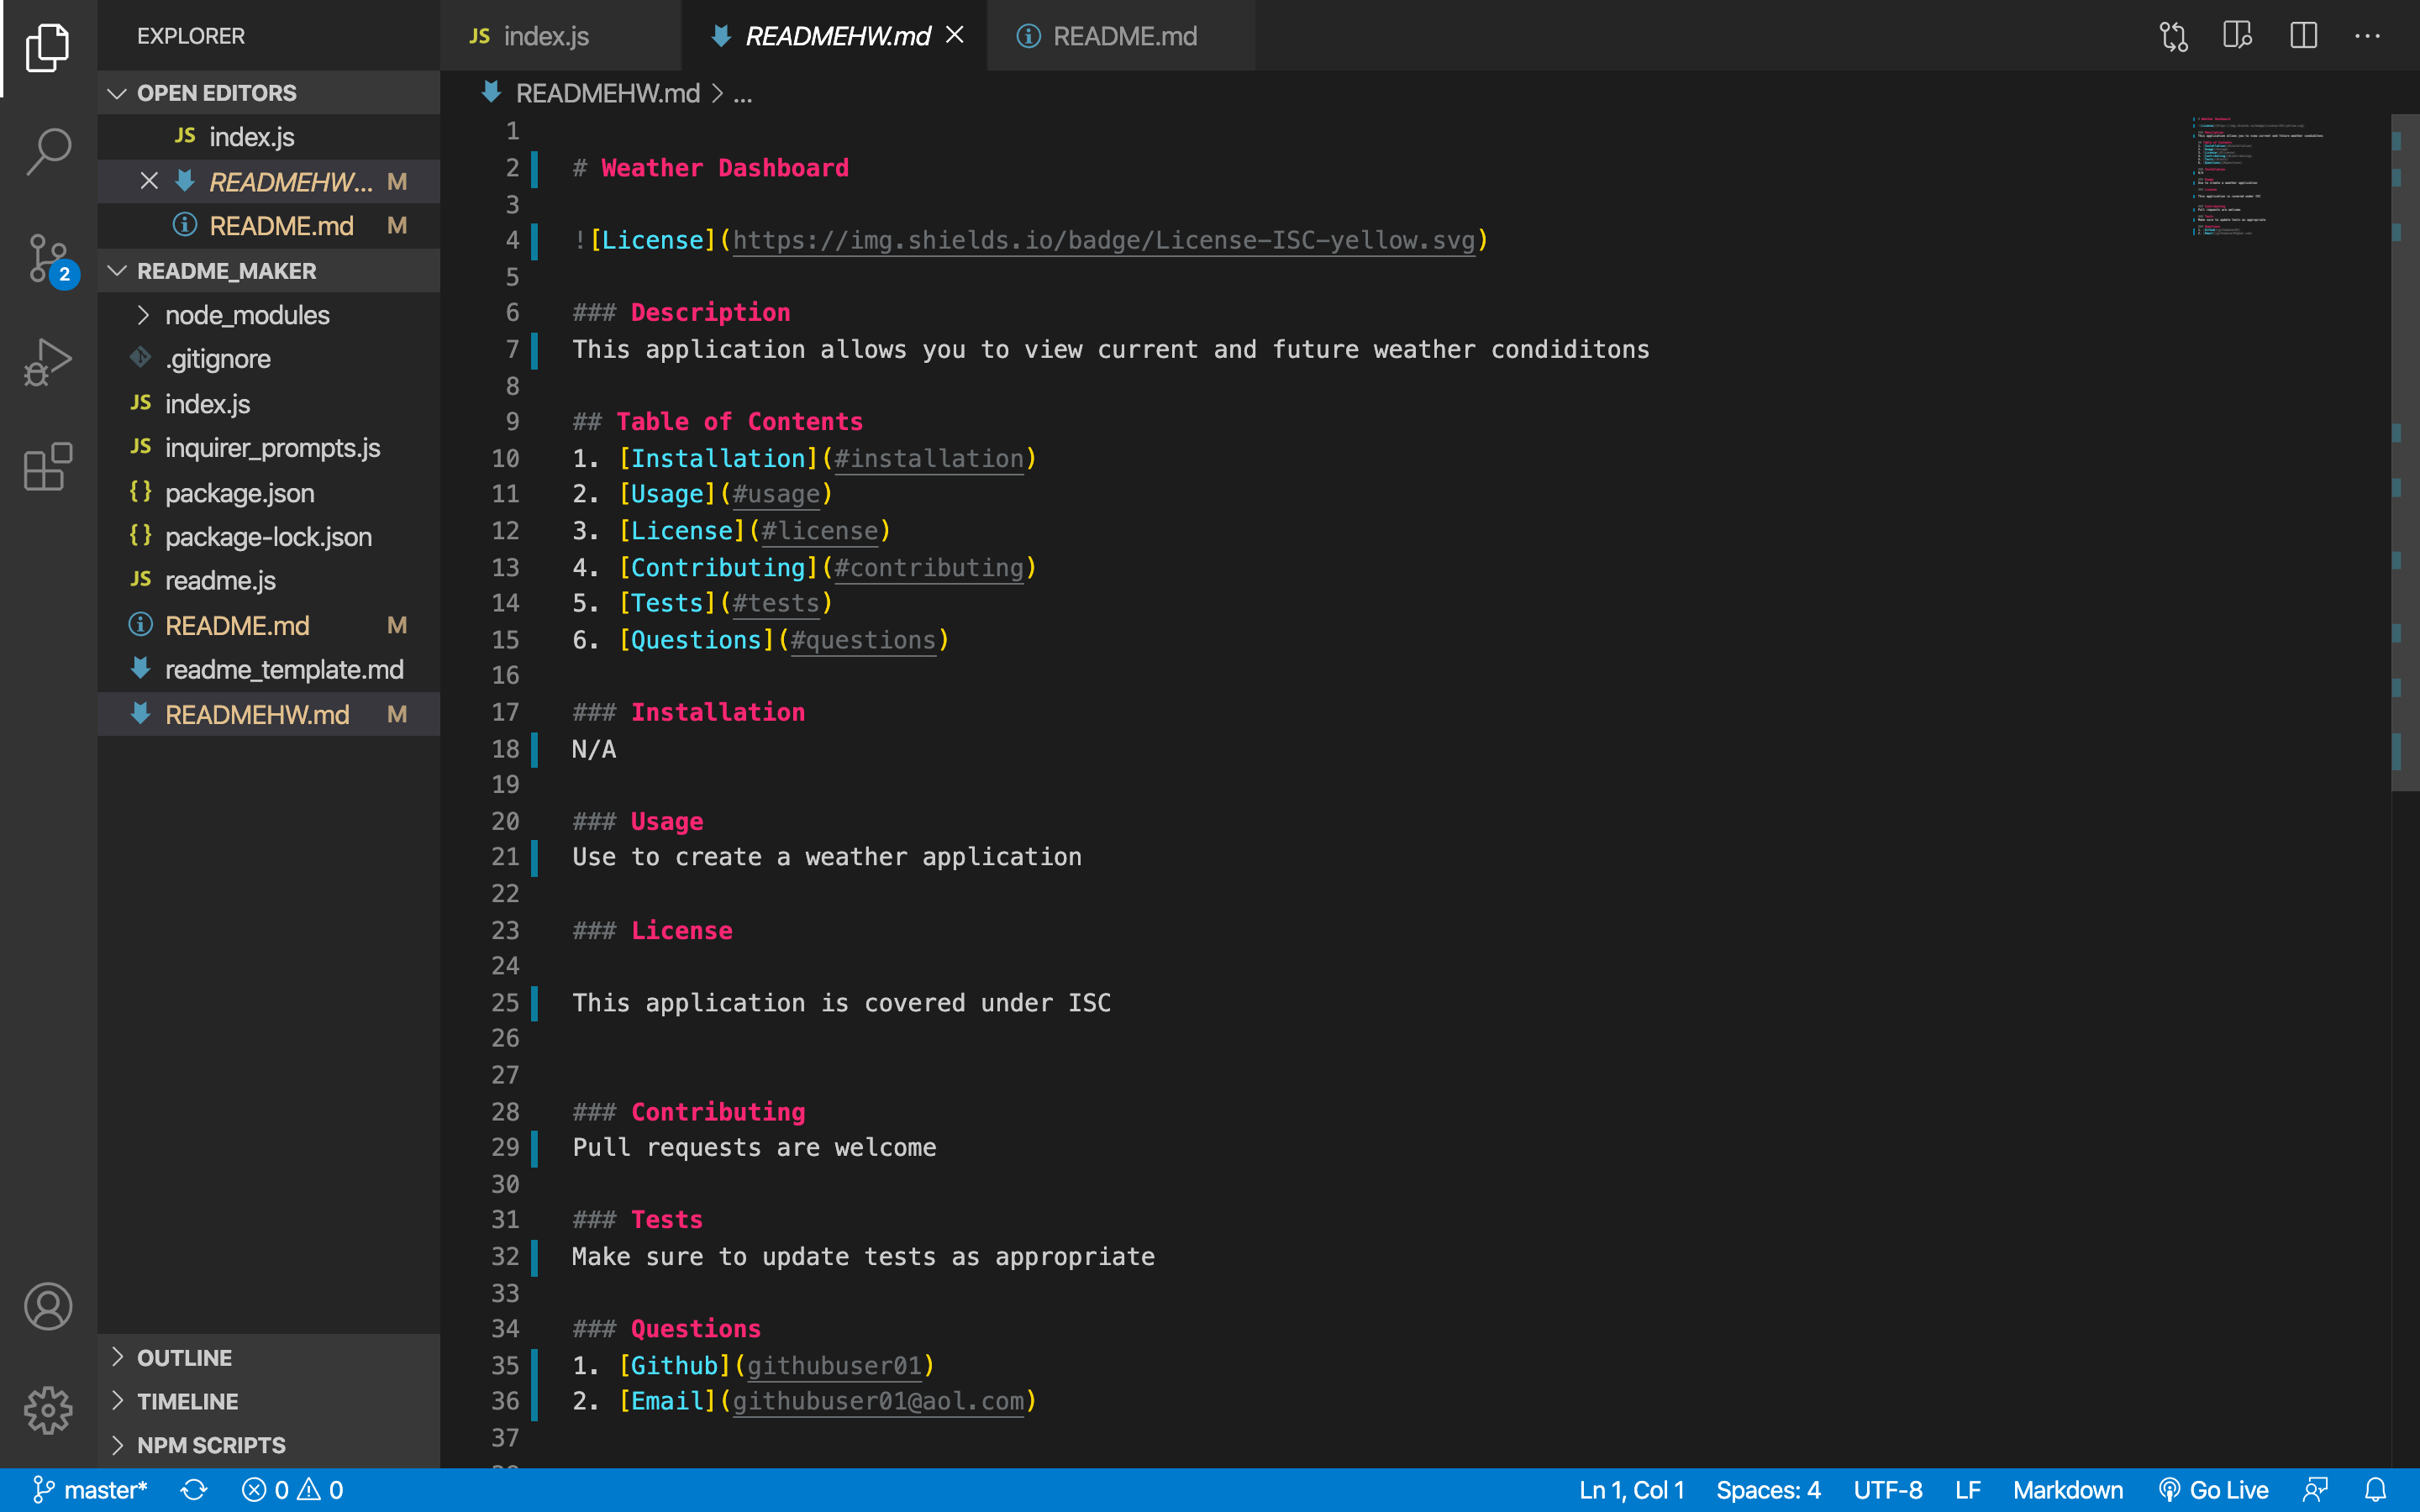 EXPLORER
OPEN EDITORS
JS index.js
READMEHW... M
README.md M
2
README_MAKER
node_modules
.gitignore
JS index.js
JS inquirer_prompts.js
{} package.json
{} package-lock.json
JS readme.js
README.md M
readme_template.md
READMEHW.md M
OUTLINE
TIMELINE
NPM SCRIPTS
JS index.js
READMEHW.md
README.md
READMEHW.md > ...
1
2 # Weather Dashboard
3
4 ![License](https://img.shields.io/badge/License-ISC-yellow.svg)
5
6 ### Description
7 This application allows you to view current and future weather condiditons
8
9 ## Table of Contents
10 1. [Installation](#installation)
11 2. [Usage](#usage)
12 3. [License](#license)
13 4. [Contributing](#contributing)
14 5. [Tests](#tests)
15 6. [Questions](#questions)
16
17 ### Installation
18 N/A
19
20 ### Usage
21 Use to create a weather application
22
23 ### License
24
25 This application is covered under ISC
26
27
28 ### Contributing
29 Pull requests are welcome
30
31 ### Tests
32 Make sure to update tests as appropriate
33
34 ### Questions
35 1. [Github](githubuser01)
36 2. [Email](githubuser01@aol.com)
37
master* 0 0 Ln 1, Col 1 Spaces: 4 UTF-8 LF Markdown Go Live